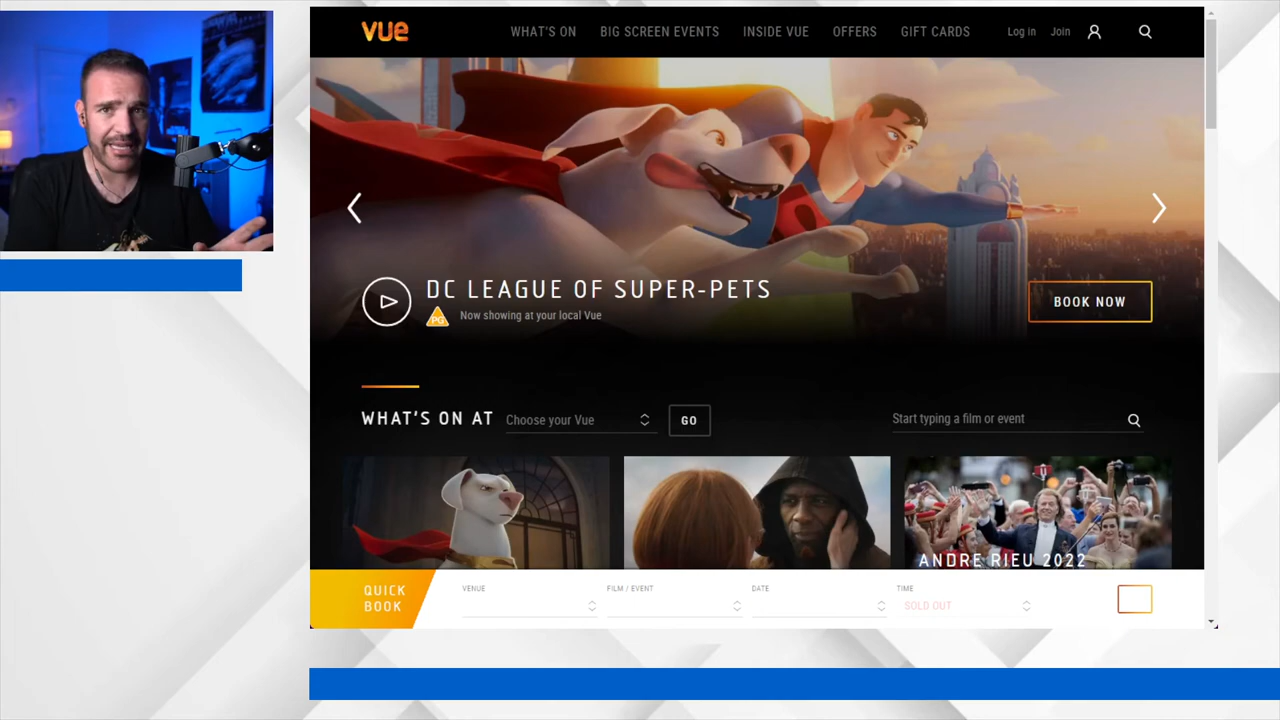 vue
WHAT'S ON
BIG SCREEN EVENTS
INSIDE VUE
OFFERS
GIFT CARDS
Log in
Join
DC LEAGUE OF SUPER-PETS
PG
Now showing at your local Vue
BOOK NOW
WHAT'S ON AT
Choose your Vue
GO
Start typing a film or event
ANDRE RIEU 2022
QUICK
BOOK
VENUE
FILM / EVENT
DATE
TIME
SOLD OUT